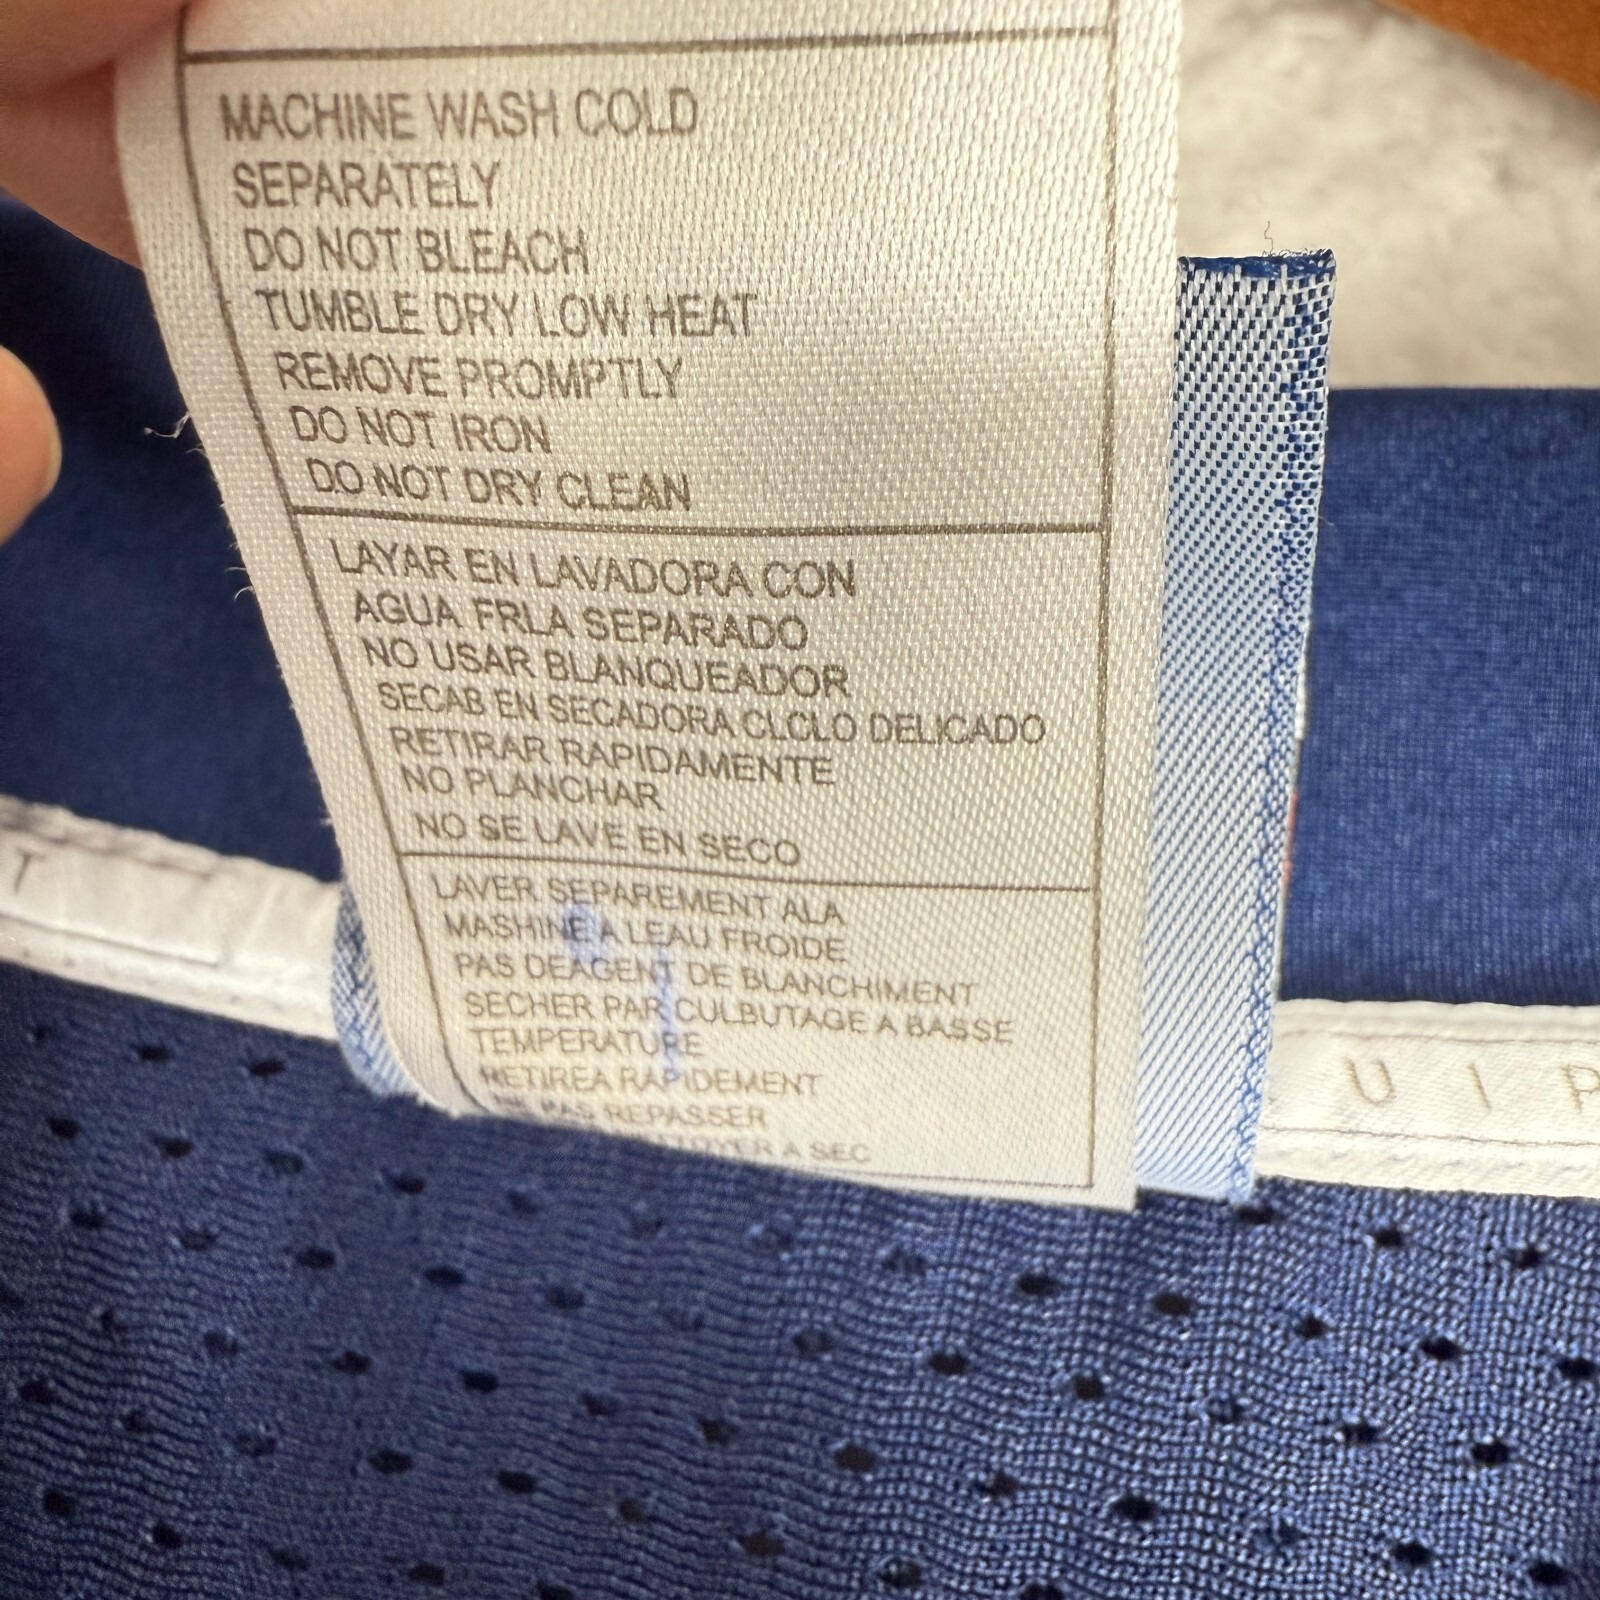 MACHINE WASH COLD
SEPARATELY
DO NOT BLEACH
TUMBLE DRY LOW HEAT
REMOVE PROMPTLY
DO NOT IRON
DO NOT DRY CLEAN
LAYAR EN LAVADORA CON
AGUA FRLA SEPARADO
NO USAR BLANQUEADOR
SECAB EN SECADORA CLCLO DELICADO
RETIRAR RAPIDAMENTE
NO PLANCHAR
NO SE LAVE EN SECO
LAVER SEPAREMENT ALA
MASHINE A LEAU FROIDE
PAS DEAGENT DE BLANCHIMENT
SECHER PAR CULBUTAGE A BASSE
TEMPERATURE
RETIREA RAPIDEMENT
PAS REPASSER
A SEC
T
U I P